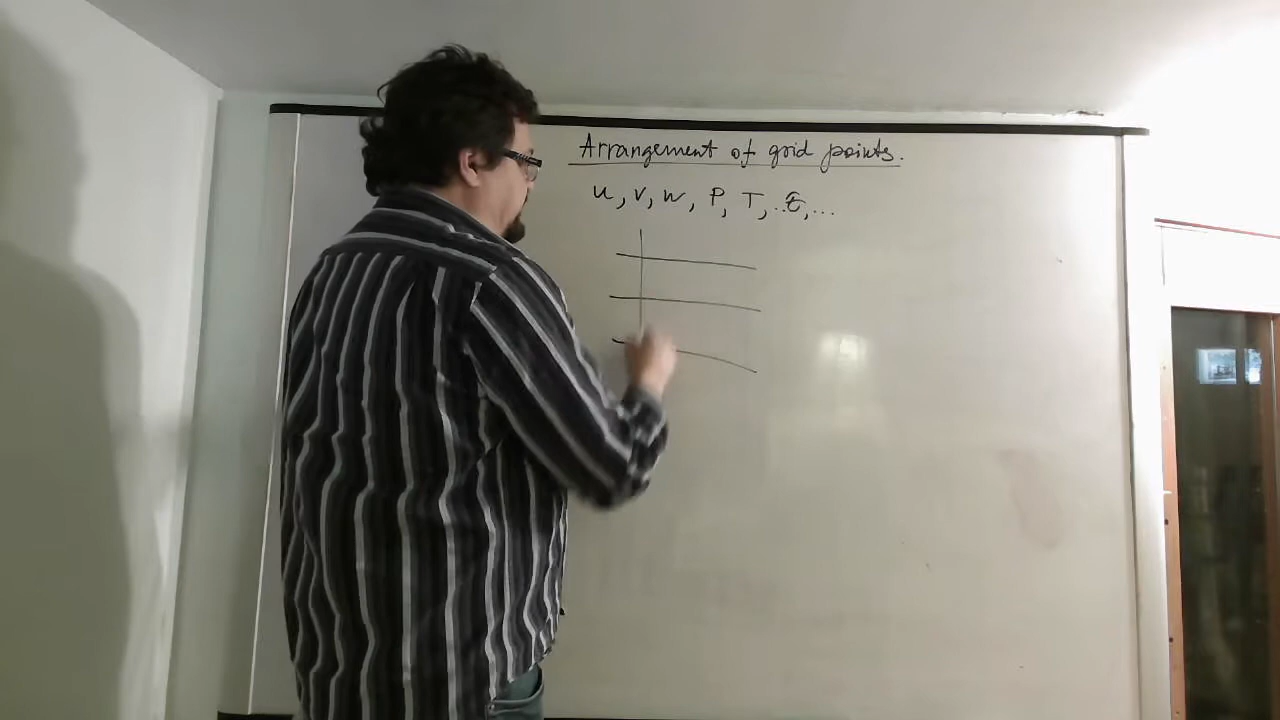 Arrangement of grid points.
u, v, w, P, T, ..., ...